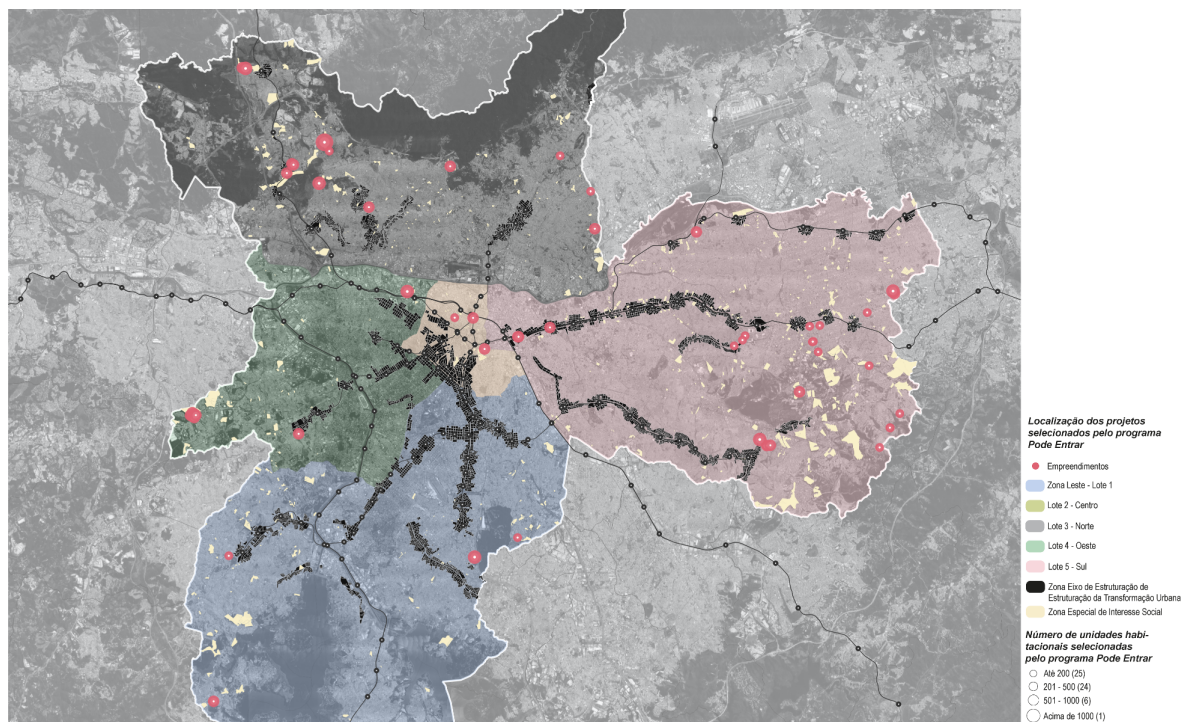 Localização dos projetos
selecionados pelo programa
Pode Entrar
Empreendimentos
Zona Leste - Lote 1
Lote 2 - Centro
Lote 3 - Norte
Lote 4 - Oeste
Lote 5 - Sul
Zona Eixo de Estruturação de
Estruturação da Transformação Urbana
Zona Especial de Interesse Social
Número de unidades habi-
tacionais selecionadas
pelo programa Pode Entrar
Até 200 (25)
201 - 500 (24)
501 - 1000 (6)
Acima de 1000 (1)